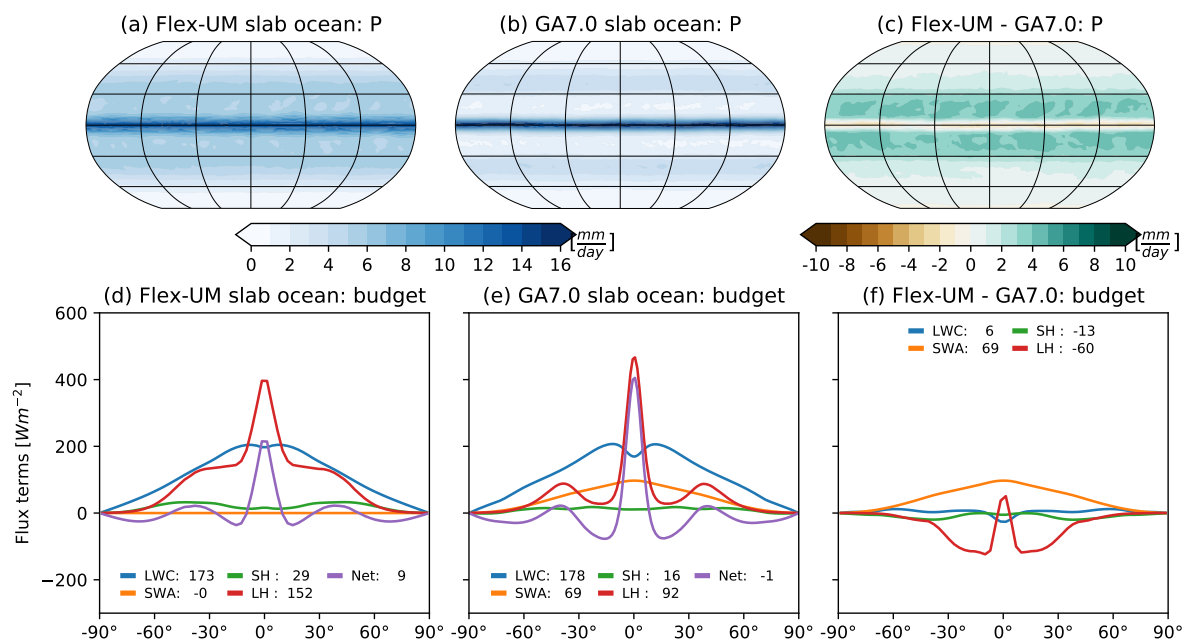 (a) Flex-UM slab ocean: P
(b) GA7.0 slab ocean: P
(c) Flex-UM - GA7.0: P
0 2 4 6 8 10 12 14 16 [mm/day]
-10 -8 -6 -4 -2 0 2 4 6 8 10 [mm/day]
(d) Flex-UM slab ocean: budget
(e) GA7.0 slab ocean: budget
(f) Flex-UM - GA7.0: budget
Flux terms [Wm⁻²]
600
400
200
0
−200
LWC: 173 SH : 29 Net: 9
SWA: -0 LH : 152
-90° -60° -30° 0° 30° 60° 90°
LWC: 178 SH : 16 Net: -1
SWA: 69 LH : 92
-90° -60° -30° 0° 30° 60° 90°
LWC: 6 SH : -13
SWA: 69 LH : -60
-90° -60° -30° 0° 30° 60° 90°